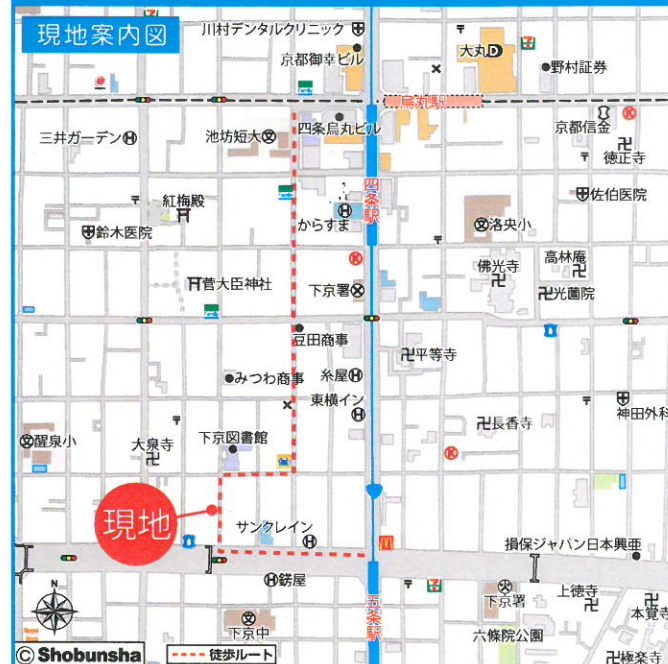 現地案内図
川村デンタルクリニック
京都御幸ビル
大丸
野村証券
烏丸駅
三井ガーデン
池坊短大
四条烏丸ビル
京都信金
徳正寺
四条駅
紅梅殿
からすま
佐伯医院
鈴木医院
洛央小
菅大臣神社
下京署
佛光寺
高林庵
光薗院
豆田商事
平等寺
みつわ商事
糸屋
東横イン
神田外科
醒泉小
大泉寺
下京図書館
長香寺
現地
サンクレイン
損保ジャパン日本興亜
錺屋
五条駅
下京署
上徳寺
本覚寺
N
下京中
六條院公園
極楽寺
© Shobunsha
徒歩ルート